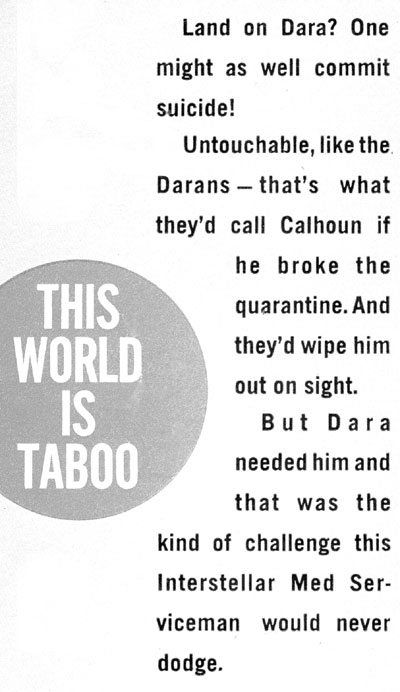 Land on Dara? One
might as well commit
suicide!
Untouchable, like the
Darans — that's what
they'd call Calhoun if
he broke the
quarantine. And
they'd wipe him
out on sight.
But Dara
needed him and
that was the
kind of challenge this
Interstellar Med Ser-
viceman would never
dodge.
THIS
WORLD
IS
TABOO